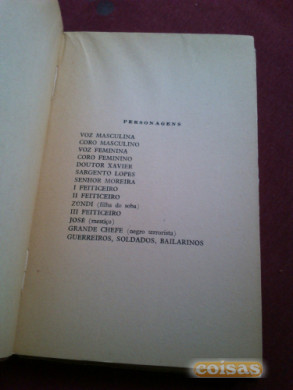 PERSONAGENS
VOZ MASCULINA
CORO MASCULINO
VOZ FEMININA
CORO FEMININO
DOUTOR XAVIER
SARGENTO LOPES
SENHOR MOREIRA
I FEITICEIRO
II FEITICEIRO
ZUNDI (filha do soba)
III FEITICEIRO
JOSÉ (mestiço)
GRANDE CHEFE (negro terrorista)
GUERREIROS, SOLDADOS, BAILARINOS
coisas